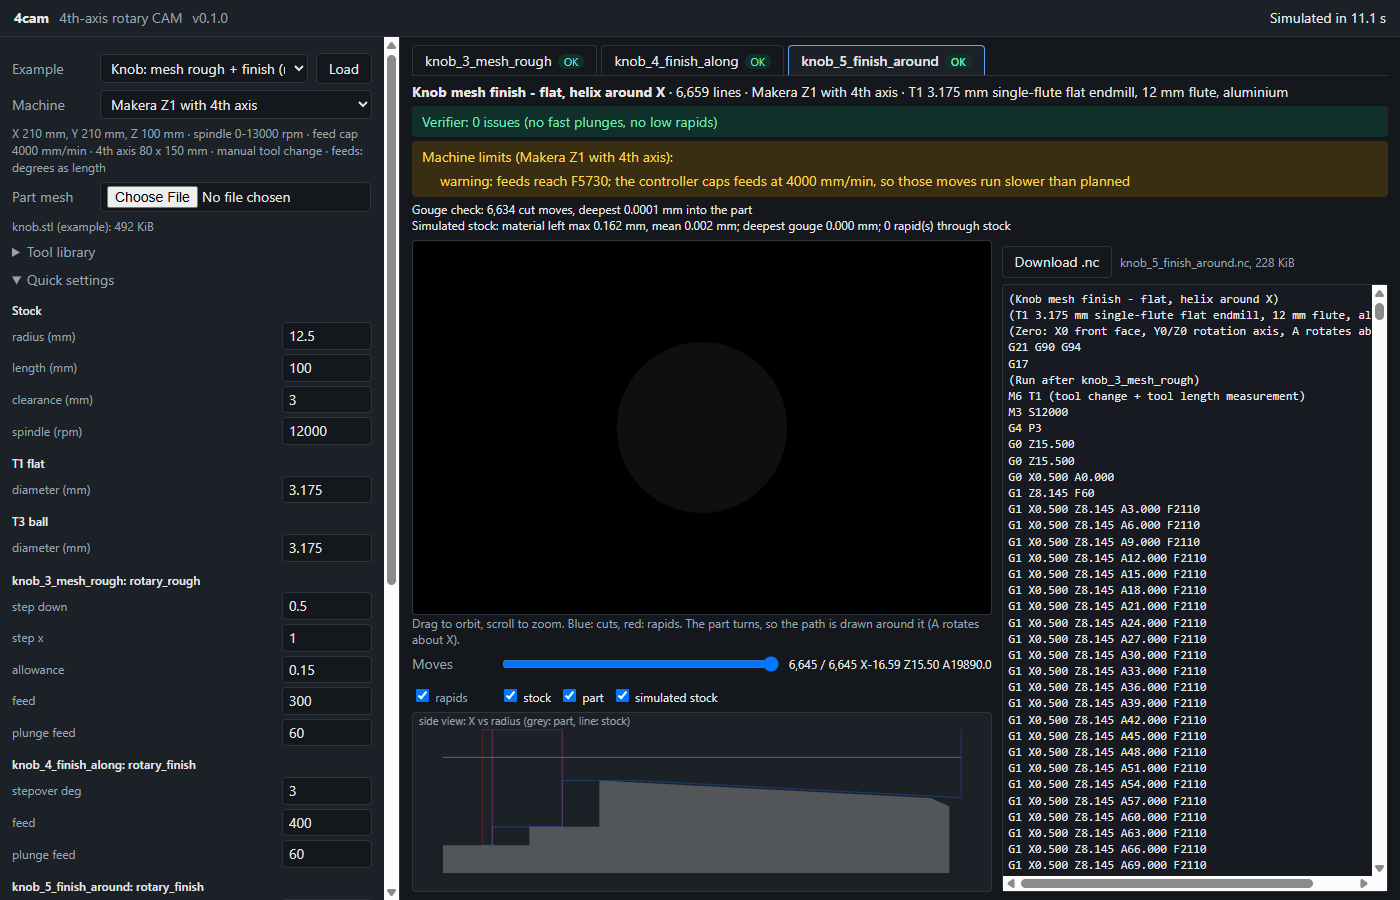 4cam 4th-axis rotary CAM v0.1.0
Simulated in 11.1 s
Example Knob: mesh rough + finish ( Load
Machine Makera Z1 with 4th axis
X 210 mm, Y 210 mm, Z 100 mm · spindle 0-13000 rpm · feed cap
4000 mm/min · 4th axis 80 x 150 mm · manual tool change · feeds:
degrees as length
Part mesh Choose File No file chosen
knob.stl (example): 492 KiB
Tool library
Quick settings
Stock
radius (mm) 12.5
length (mm) 100
clearance (mm) 3
spindle (rpm) 12000
T1 flat
diameter (mm) 3.175
T3 ball
diameter (mm) 3.175
knob_3_mesh_rough: rotary_rough
step down 0.5
step x 1
allowance 0.15
feed 300
plunge feed 60
knob_4_finish_along: rotary_finish
stepover deg 3
feed 400
plunge feed 60
knob_5_finish_around: rotary_finish
knob_3_mesh_rough OK
knob_4_finish_along OK
knob_5_finish_around OK
Knob mesh finish - flat, helix around X · 6,659 lines · Makera Z1 with 4th axis · T1 3.175 mm single-flute flat endmill, 12 mm flute, aluminium
Verifier: 0 issues (no fast plunges, no low rapids)
Machine limits (Makera Z1 with 4th axis):
warning: feeds reach F5730; the controller caps feeds at 4000 mm/min, so those moves run slower than planned
Gouge check: 6,634 cut moves, deepest 0.0001 mm into the part
Simulated stock: material left max 0.162 mm, mean 0.002 mm; deepest gouge 0.000 mm; 0 rapid(s) through stock
Drag to orbit, scroll to zoom. Blue: cuts, red: rapids. The part turns, so the path is drawn around it (A rotates
about X).
Moves 6,645 / 6,645 X-16.59 Z15.50 A19890.0
rapids stock part simulated stock
side view: X vs radius (grey: part, line: stock)
Download .nc knob_5_finish_around.nc, 228 KiB
(Knob mesh finish - flat, helix around X)
(T1 3.175 mm single-flute flat endmill, 12 mm flute, al
(Zero: X0 front face, Y0/Z0 rotation axis, A rotates ab
G21 G90 G94
G17
(Run after knob_3_mesh_rough)
M6 T1 (tool change + tool length measurement)
M3 S12000
G4 P3
G0 Z15.500
G0 Z15.500
G0 X0.500 A0.000
G1 Z8.145 F60
G1 X0.500 Z8.145 A3.000 F2110
G1 X0.500 Z8.145 A6.000 F2110
G1 X0.500 Z8.145 A9.000 F2110
G1 X0.500 Z8.145 A12.000 F2110
G1 X0.500 Z8.145 A15.000 F2110
G1 X0.500 Z8.145 A18.000 F2110
G1 X0.500 Z8.145 A21.000 F2110
G1 X0.500 Z8.145 A24.000 F2110
G1 X0.500 Z8.145 A27.000 F2110
G1 X0.500 Z8.145 A30.000 F2110
G1 X0.500 Z8.145 A33.000 F2110
G1 X0.500 Z8.145 A36.000 F2110
G1 X0.500 Z8.145 A39.000 F2110
G1 X0.500 Z8.145 A42.000 F2110
G1 X0.500 Z8.145 A45.000 F2110
G1 X0.500 Z8.145 A48.000 F2110
G1 X0.500 Z8.145 A51.000 F2110
G1 X0.500 Z8.145 A54.000 F2110
G1 X0.500 Z8.145 A57.000 F2110
G1 X0.500 Z8.145 A60.000 F2110
G1 X0.500 Z8.145 A63.000 F2110
G1 X0.500 Z8.145 A66.000 F2110
G1 X0.500 Z8.145 A69.000 F2110